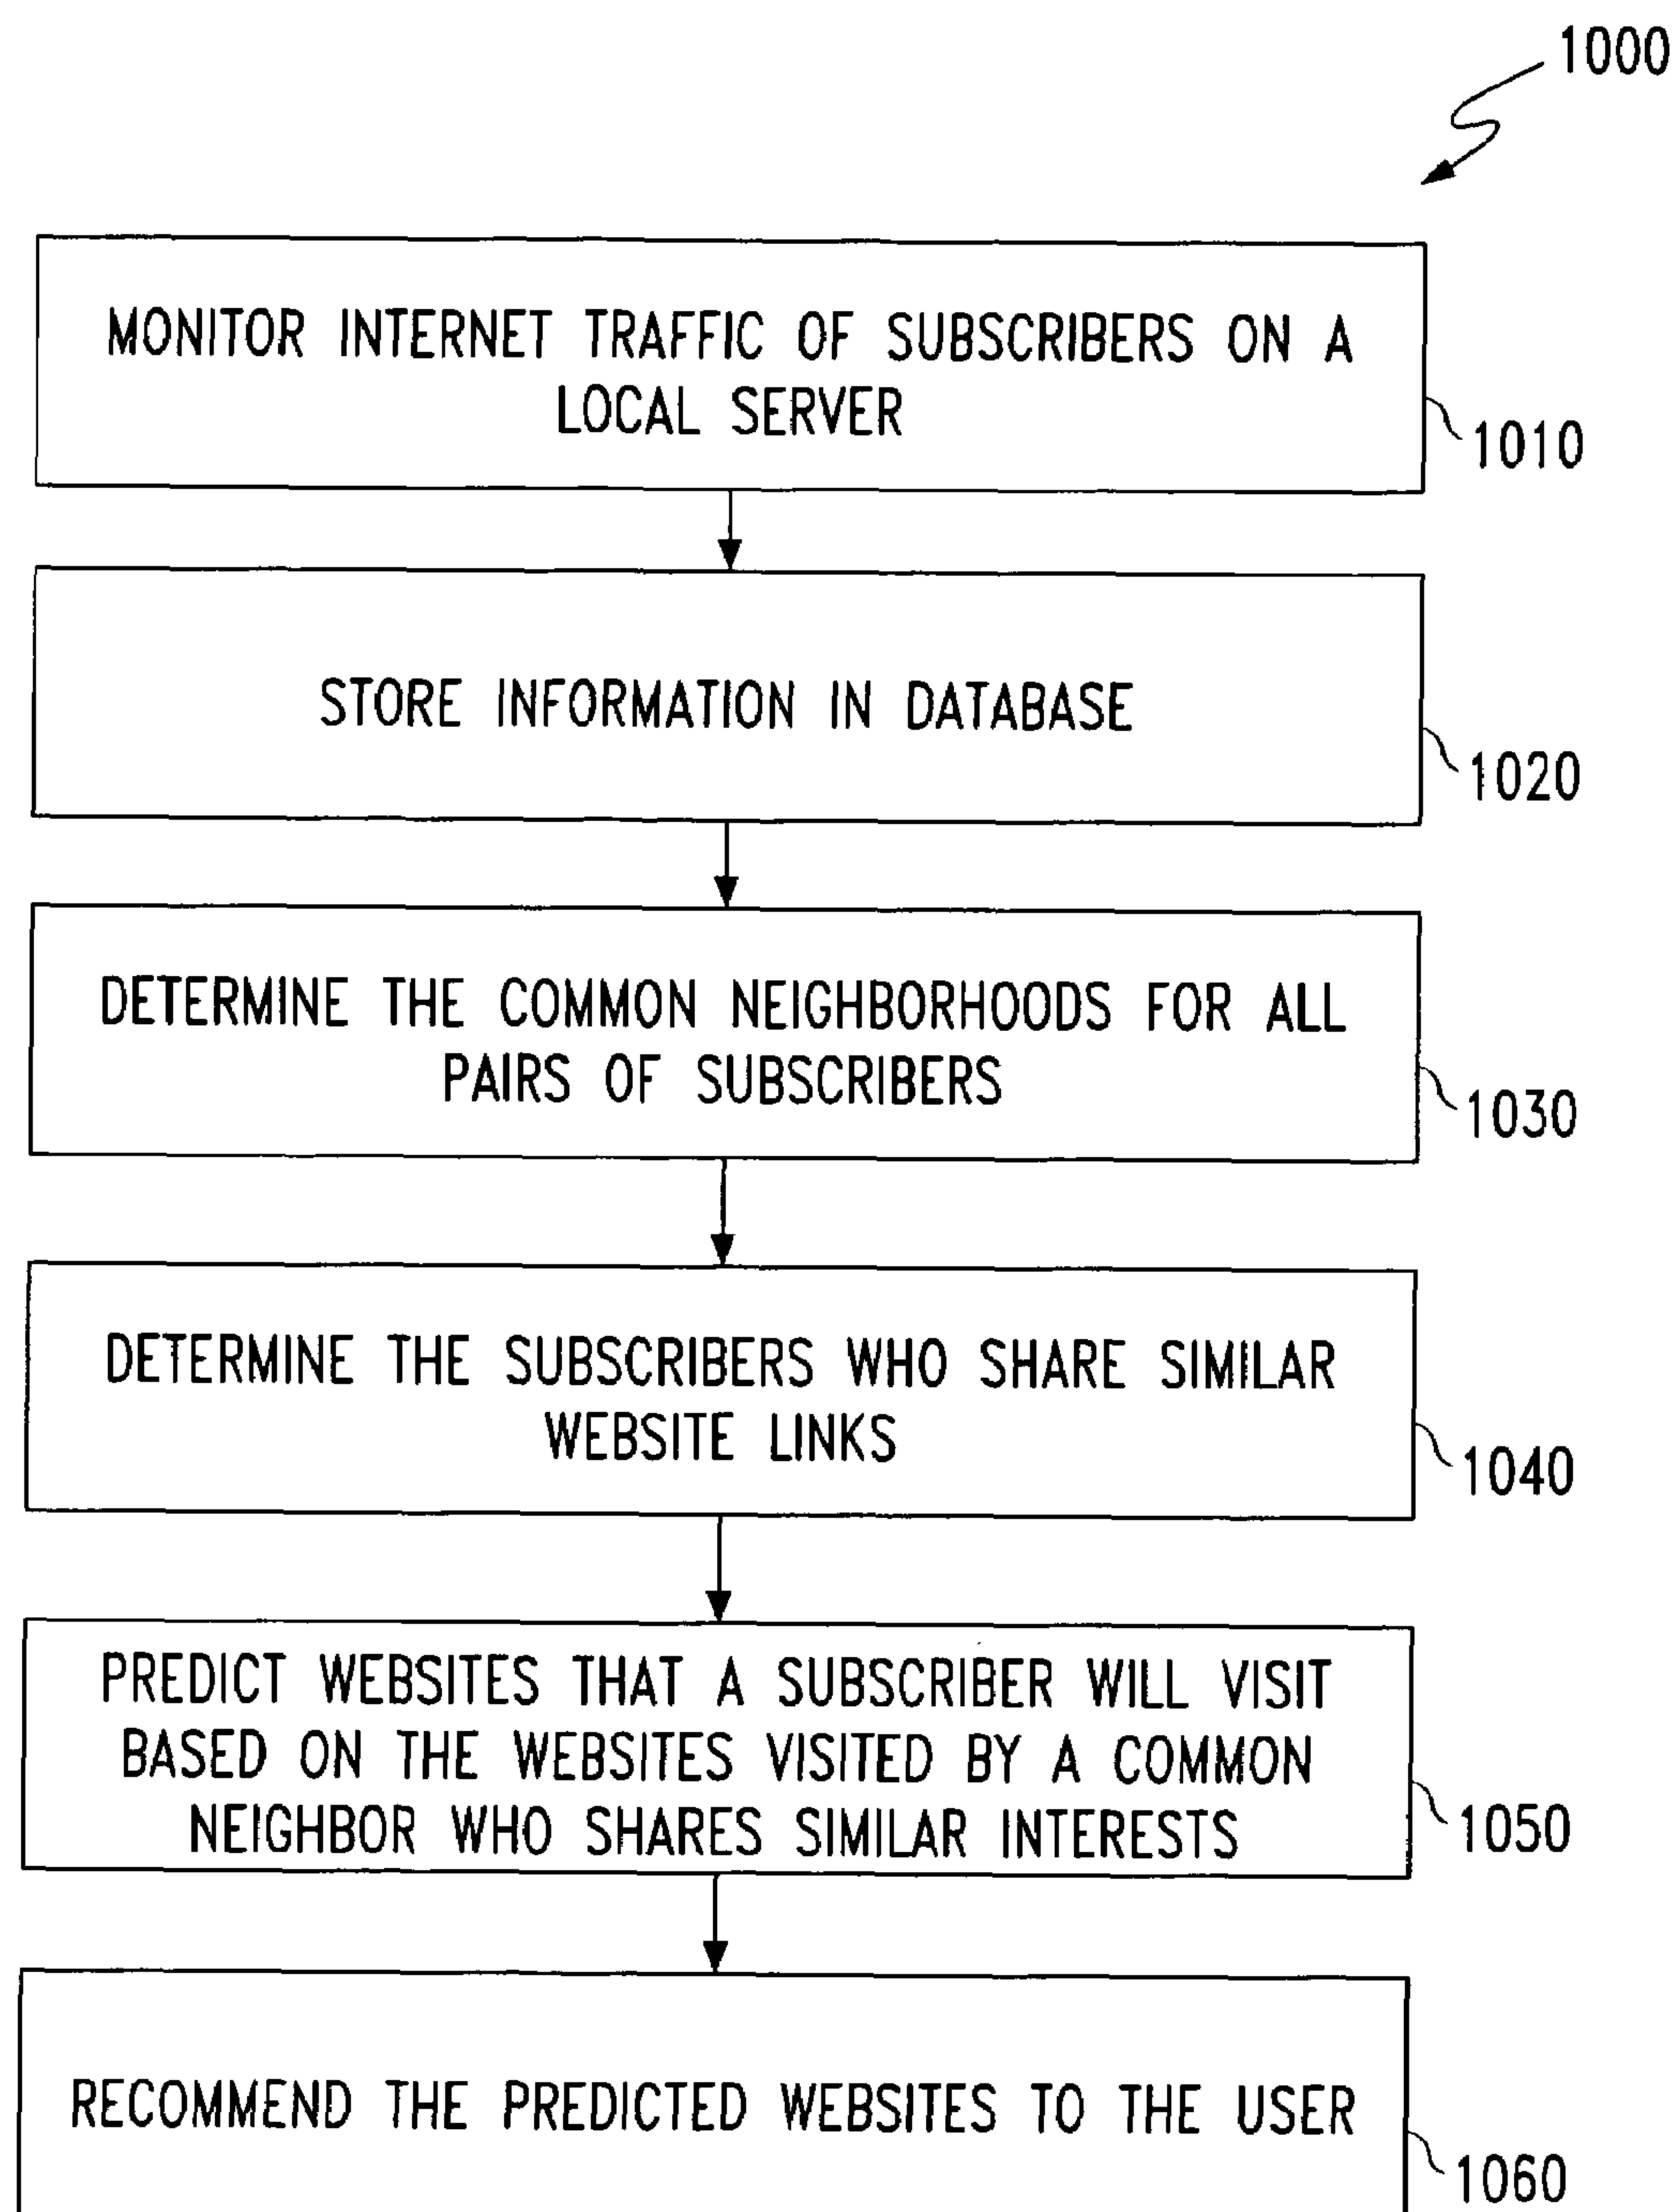 1000
MONITOR INTERNET TRAFFIC OF SUBSCRIBERS ON A
LOCAL SERVER
1010
STORE INFORMATION IN DATABASE
1020
DETERMINE THE COMMON NEIGHBORHOODS FOR ALL
PAIRS OF SUBSCRIBERS
1030
DETERMINE THE SUBSCRIBERS WHO SHARE SIMILAR
WEBSITE LINKS
1040
PREDICT WEBSITES THAT A SUBSCRIBER WILL VISIT
BASED ON THE WEBSITES VISITED BY A COMMON
NEIGHBOR WHO SHARES SIMILAR INTERESTS
1050
RECOMMEND THE PREDICTED WEBSITES TO THE USER
1060